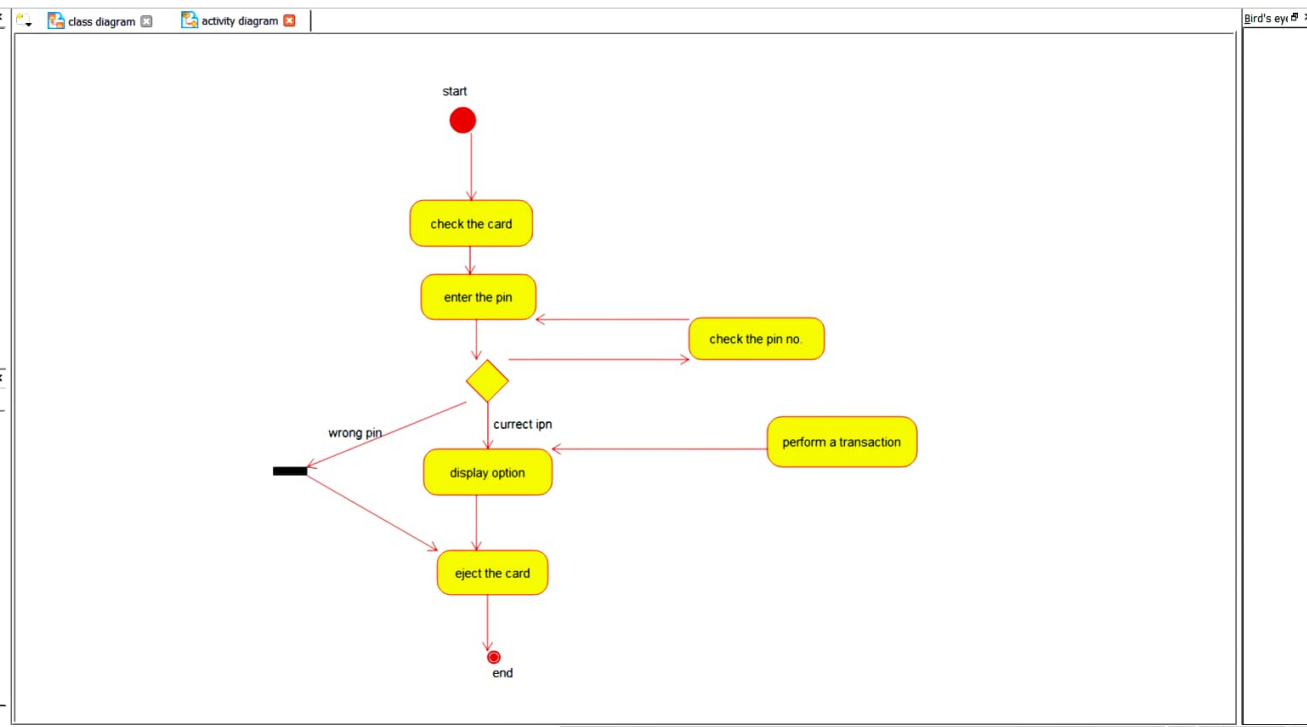 class diagram
activity diagram
Bird's eye
start
check the card
enter the pin
check the pin no.
wrong pin
currect ipn
perform a transaction
display option
eject the card
end